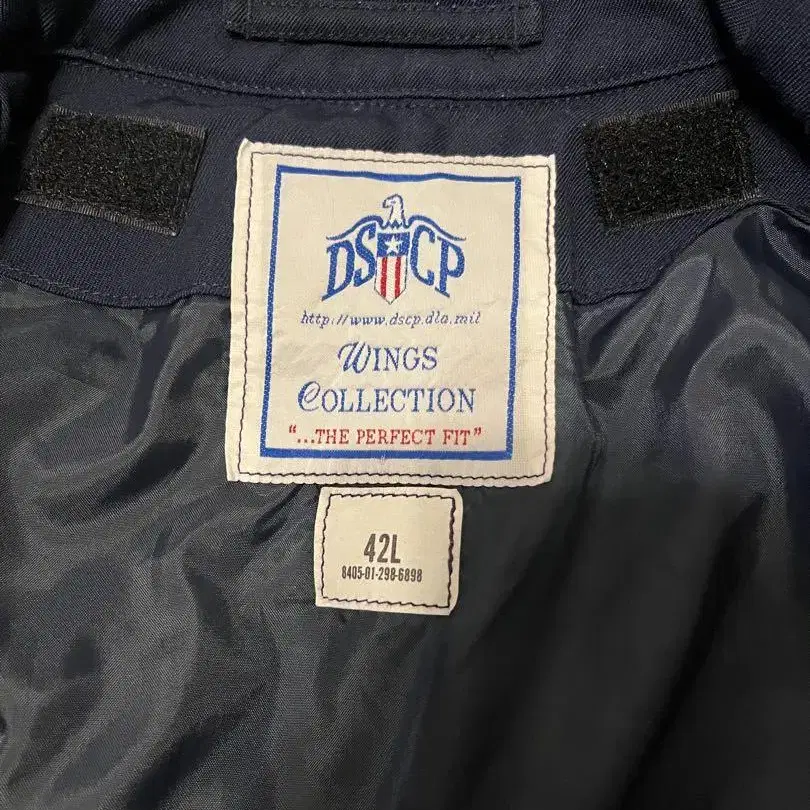 DSCP
http://www.dscp.dla.mil
WINGS
COLLECTION
"...THE PERFECT FIT"
42L
8405-01-298-6898